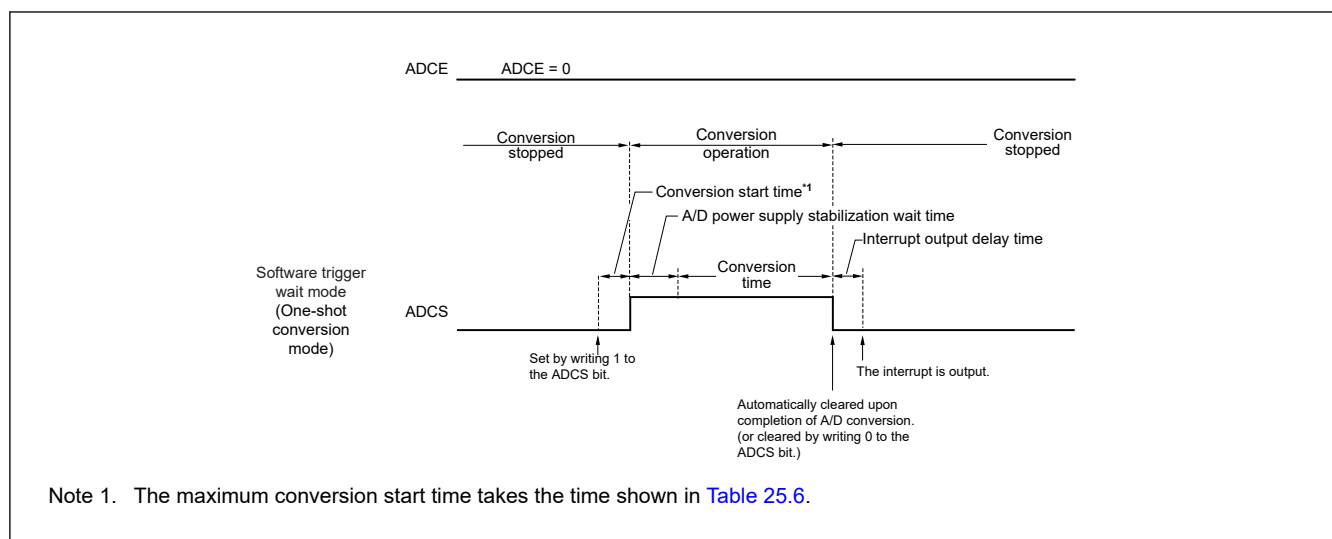 ADCE
ADCE = 0
Conversion
stopped
Conversion
operation
Conversion
stopped
Conversion start time*1
A/D power supply stabilization wait time
Interrupt output delay time
Conversion
time
Software trigger
wait mode
(One-shot
conversion
mode)
ADCS
Set by writing 1 to
the ADCS bit.
The interrupt is output.
Automatically cleared upon
completion of A/D conversion.
(or cleared by writing 0 to the
ADCS bit.)
Note 1. The maximum conversion start time takes the time shown in Table 25.6.